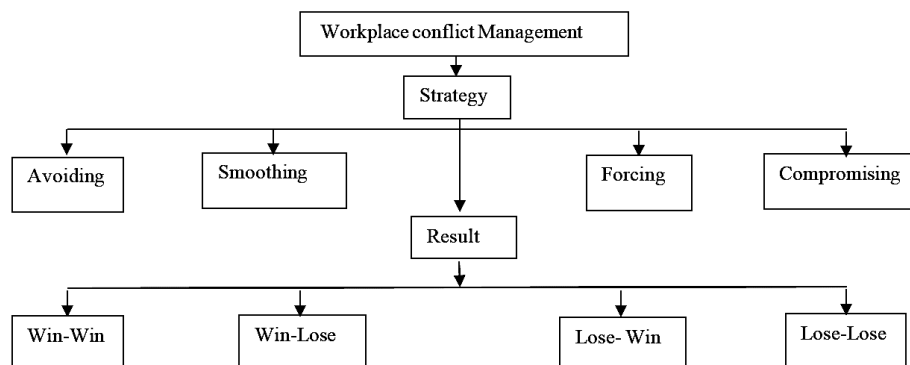 Workplace conflict Management
Strategy
Avoiding
Smoothing
Forcing
Compromising
Result
Win-Win
Win-Lose
Lose- Win
Lose-Lose